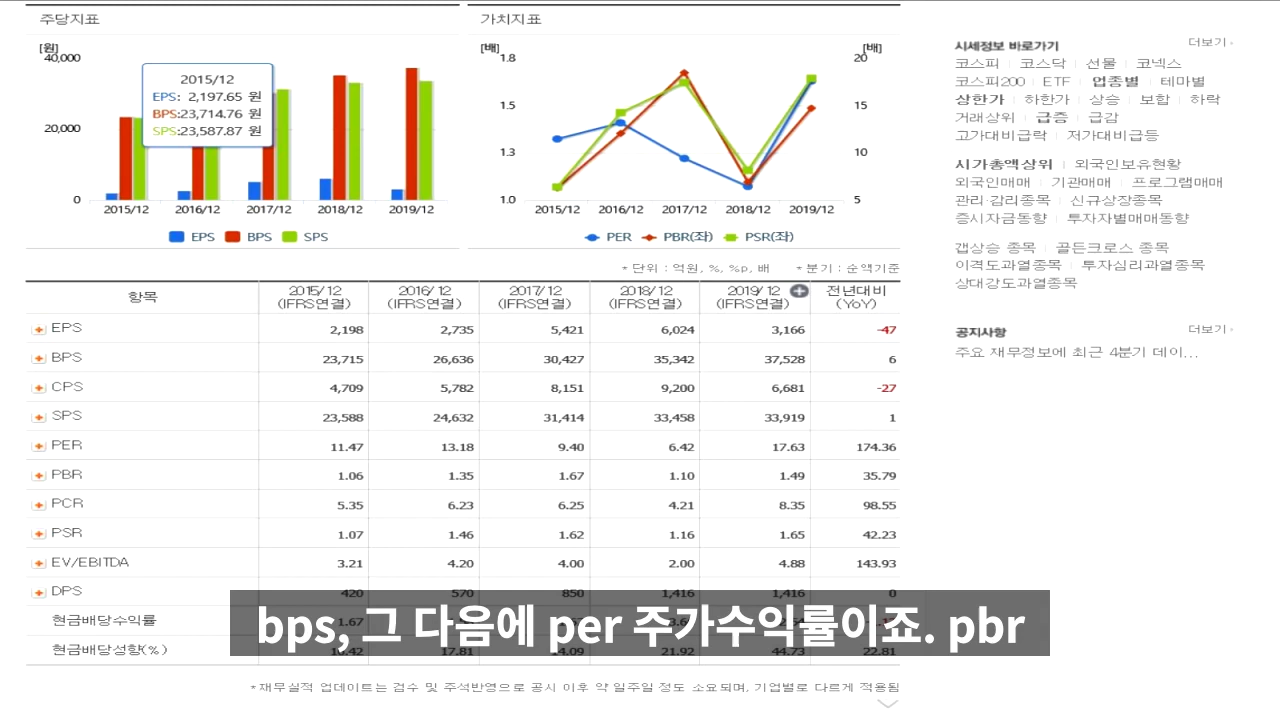 주당지표
[원]
40,000
20,000
0
2015/12
EPS: 2,197.65 원
BPS:23,714.76 원
SPS:23,587.87 원
2015/12 2016/12 2017/12 2018/12 2019/12
EPS BPS SPS
가치지표
[배] [배]
1.8 20
1.5 15
1.3 10
1.0 5
2015/12 2016/12 2017/12 2018/12 2019/12
PER PBR(좌) PSR(좌)
* 단위 : 억원, %, %p, 배 * 분기 : 순액기준
항목 2015/12 (IFRS연결) 2016/12 (IFRS연결) 2017/12 (IFRS연결) 2018/12 (IFRS연결) 2019/12 (IFRS연결) 전년대비 (YoY)
EPS 2,198 2,735 5,421 6,024 3,166 -47
BPS 23,715 26,636 30,427 35,342 37,528 6
CPS 4,709 5,782 8,151 9,200 6,681 -27
SPS 23,588 24,632 31,414 33,458 33,919 1
PER 11.47 13.18 9.40 6.42 17.63 174.36
PBR 1.06 1.35 1.67 1.10 1.49 35.79
PCR 5.35 6.23 6.25 4.21 8.35 98.55
PSR 1.07 1.46 1.62 1.16 1.65 42.23
EV/EBITDA 3.21 4.20 4.00 2.00 4.88 143.93
DPS 420 570 850 1,416 1,416 0
현금배당수익률 1.67
현금배당성향(%) 17.81 14.09 21.92 44.73 22.81
bps, 그 다음에 per 주가수익률이죠. pbr
*재무실적 업데이트는 검수 및 주석반영으로 공시 이후 약 일주일 정도 소요되며, 기업별로 다르게 적용됨
시세정보 바로가기 더보기
코스피 코스닥 선물 코넥스
코스피200 ETF 업종별 테마별
상한가 하한가 상승 보합 하락
거래상위 급증 급감
고가대비급락 저가대비급등
시가총액상위 외국인보유현황
외국인매매 기관매매 프로그램매매
관리·감리종목 신규상장종목
증시자금동향 투자자별매매동향
갭상승 종목 골든크로스 종목
이격도과열종목 투자심리과열종목
상대강도과열종목
공지사항 더보기
주요 재무정보에 최근 4분기 데이...